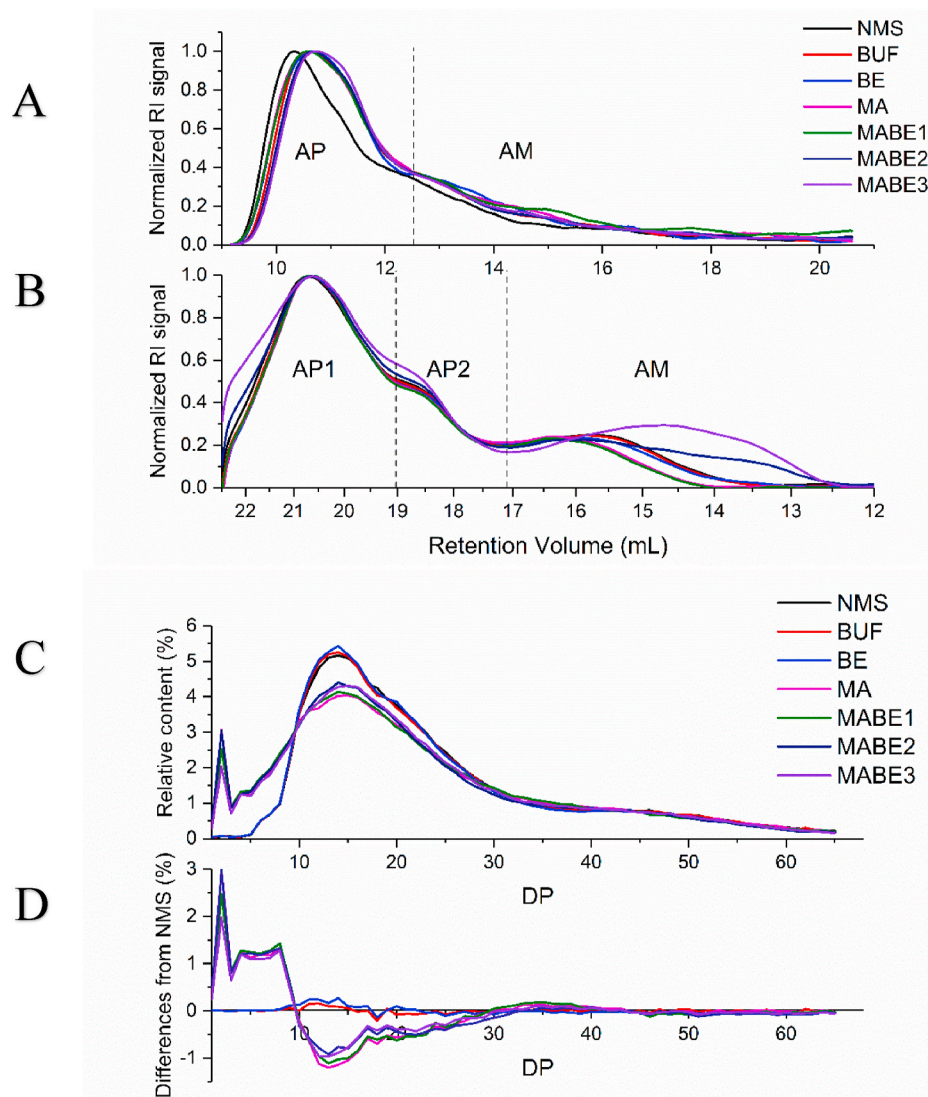 A
Normalized RI signal
1.0
0.8
0.6
0.4
0.2
0.0
AP
AM
NMS
BUF
BE
MA
MABE1
MABE2
MABE3
10 12 14 16 18 20
B
Normalized RI signal
1.0
0.8
0.6
0.4
0.2
0.0
AP1
AP2
AM
22 21 20 19 18 17 16 15 14 13 12
Retention Volume (mL)
C
Relative content (%)
6
5
4
3
2
1
0
NMS
BUF
BE
MA
MABE1
MABE2
MABE3
10 20 30 40 50 60
DP
D
Differences from NMS (%)
3
2
1
0
-1
10 20 30 40 50 60
DP